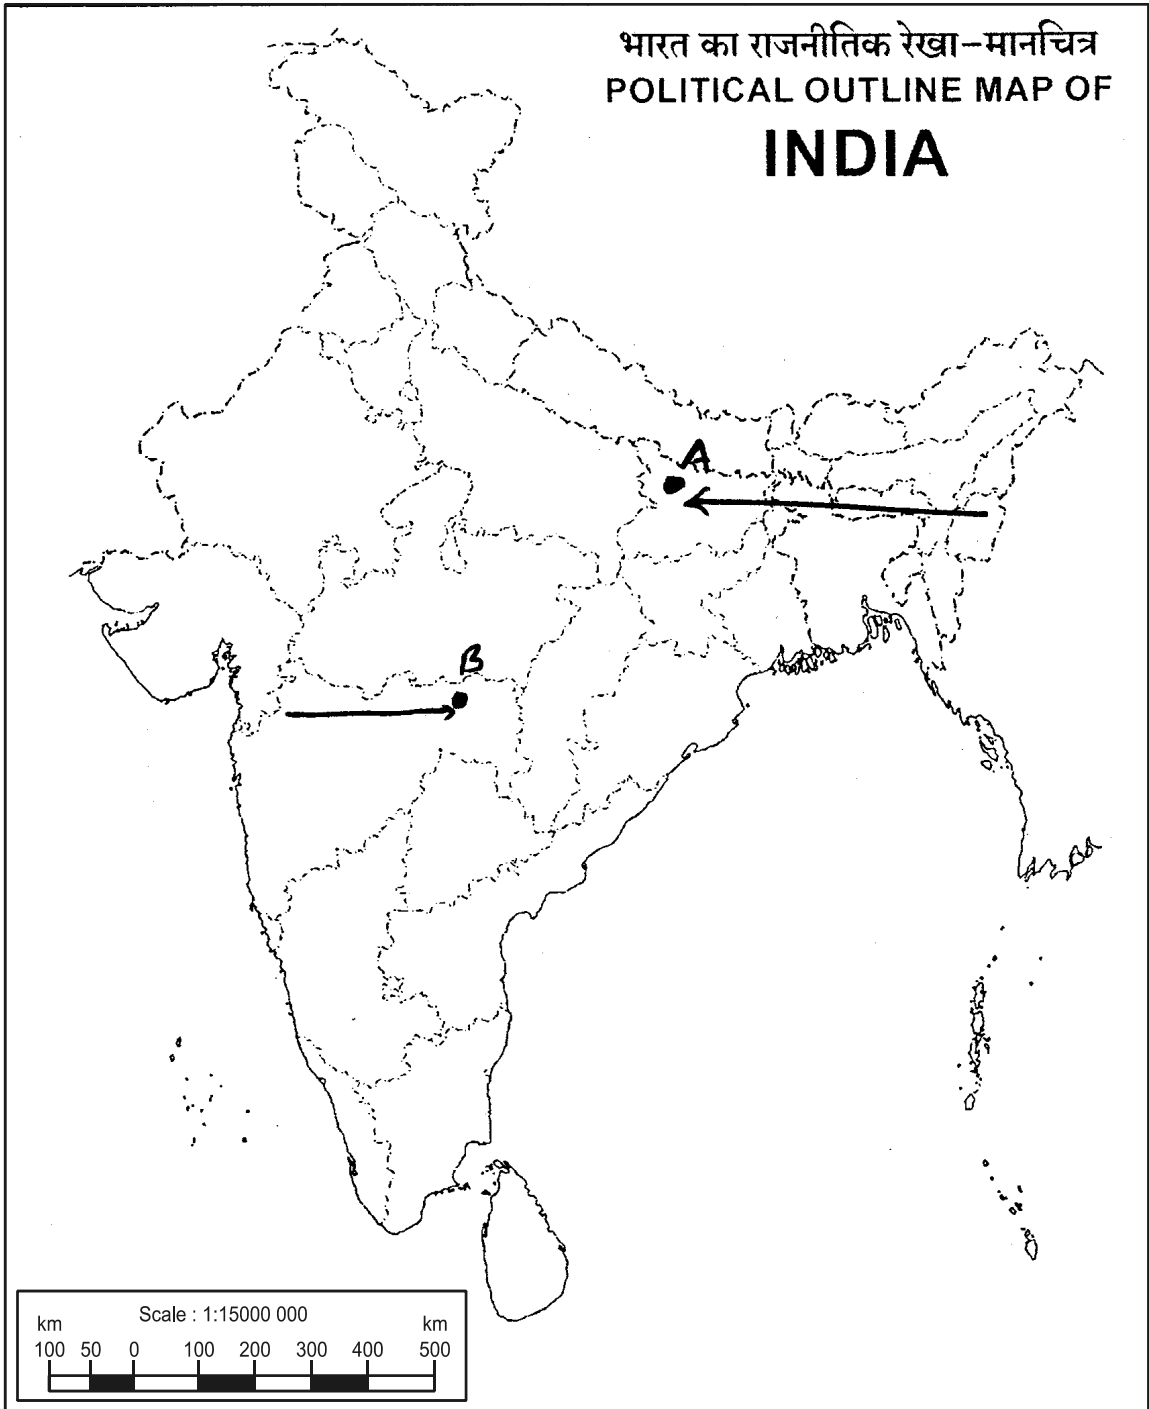 भारत का राजनीतिक रेखा-मानचित्र
POLITICAL OUTLINE MAP OF
INDIA
A
B
Scale : 1:15000 000
km km
100 50 0 100 200 300 400 500